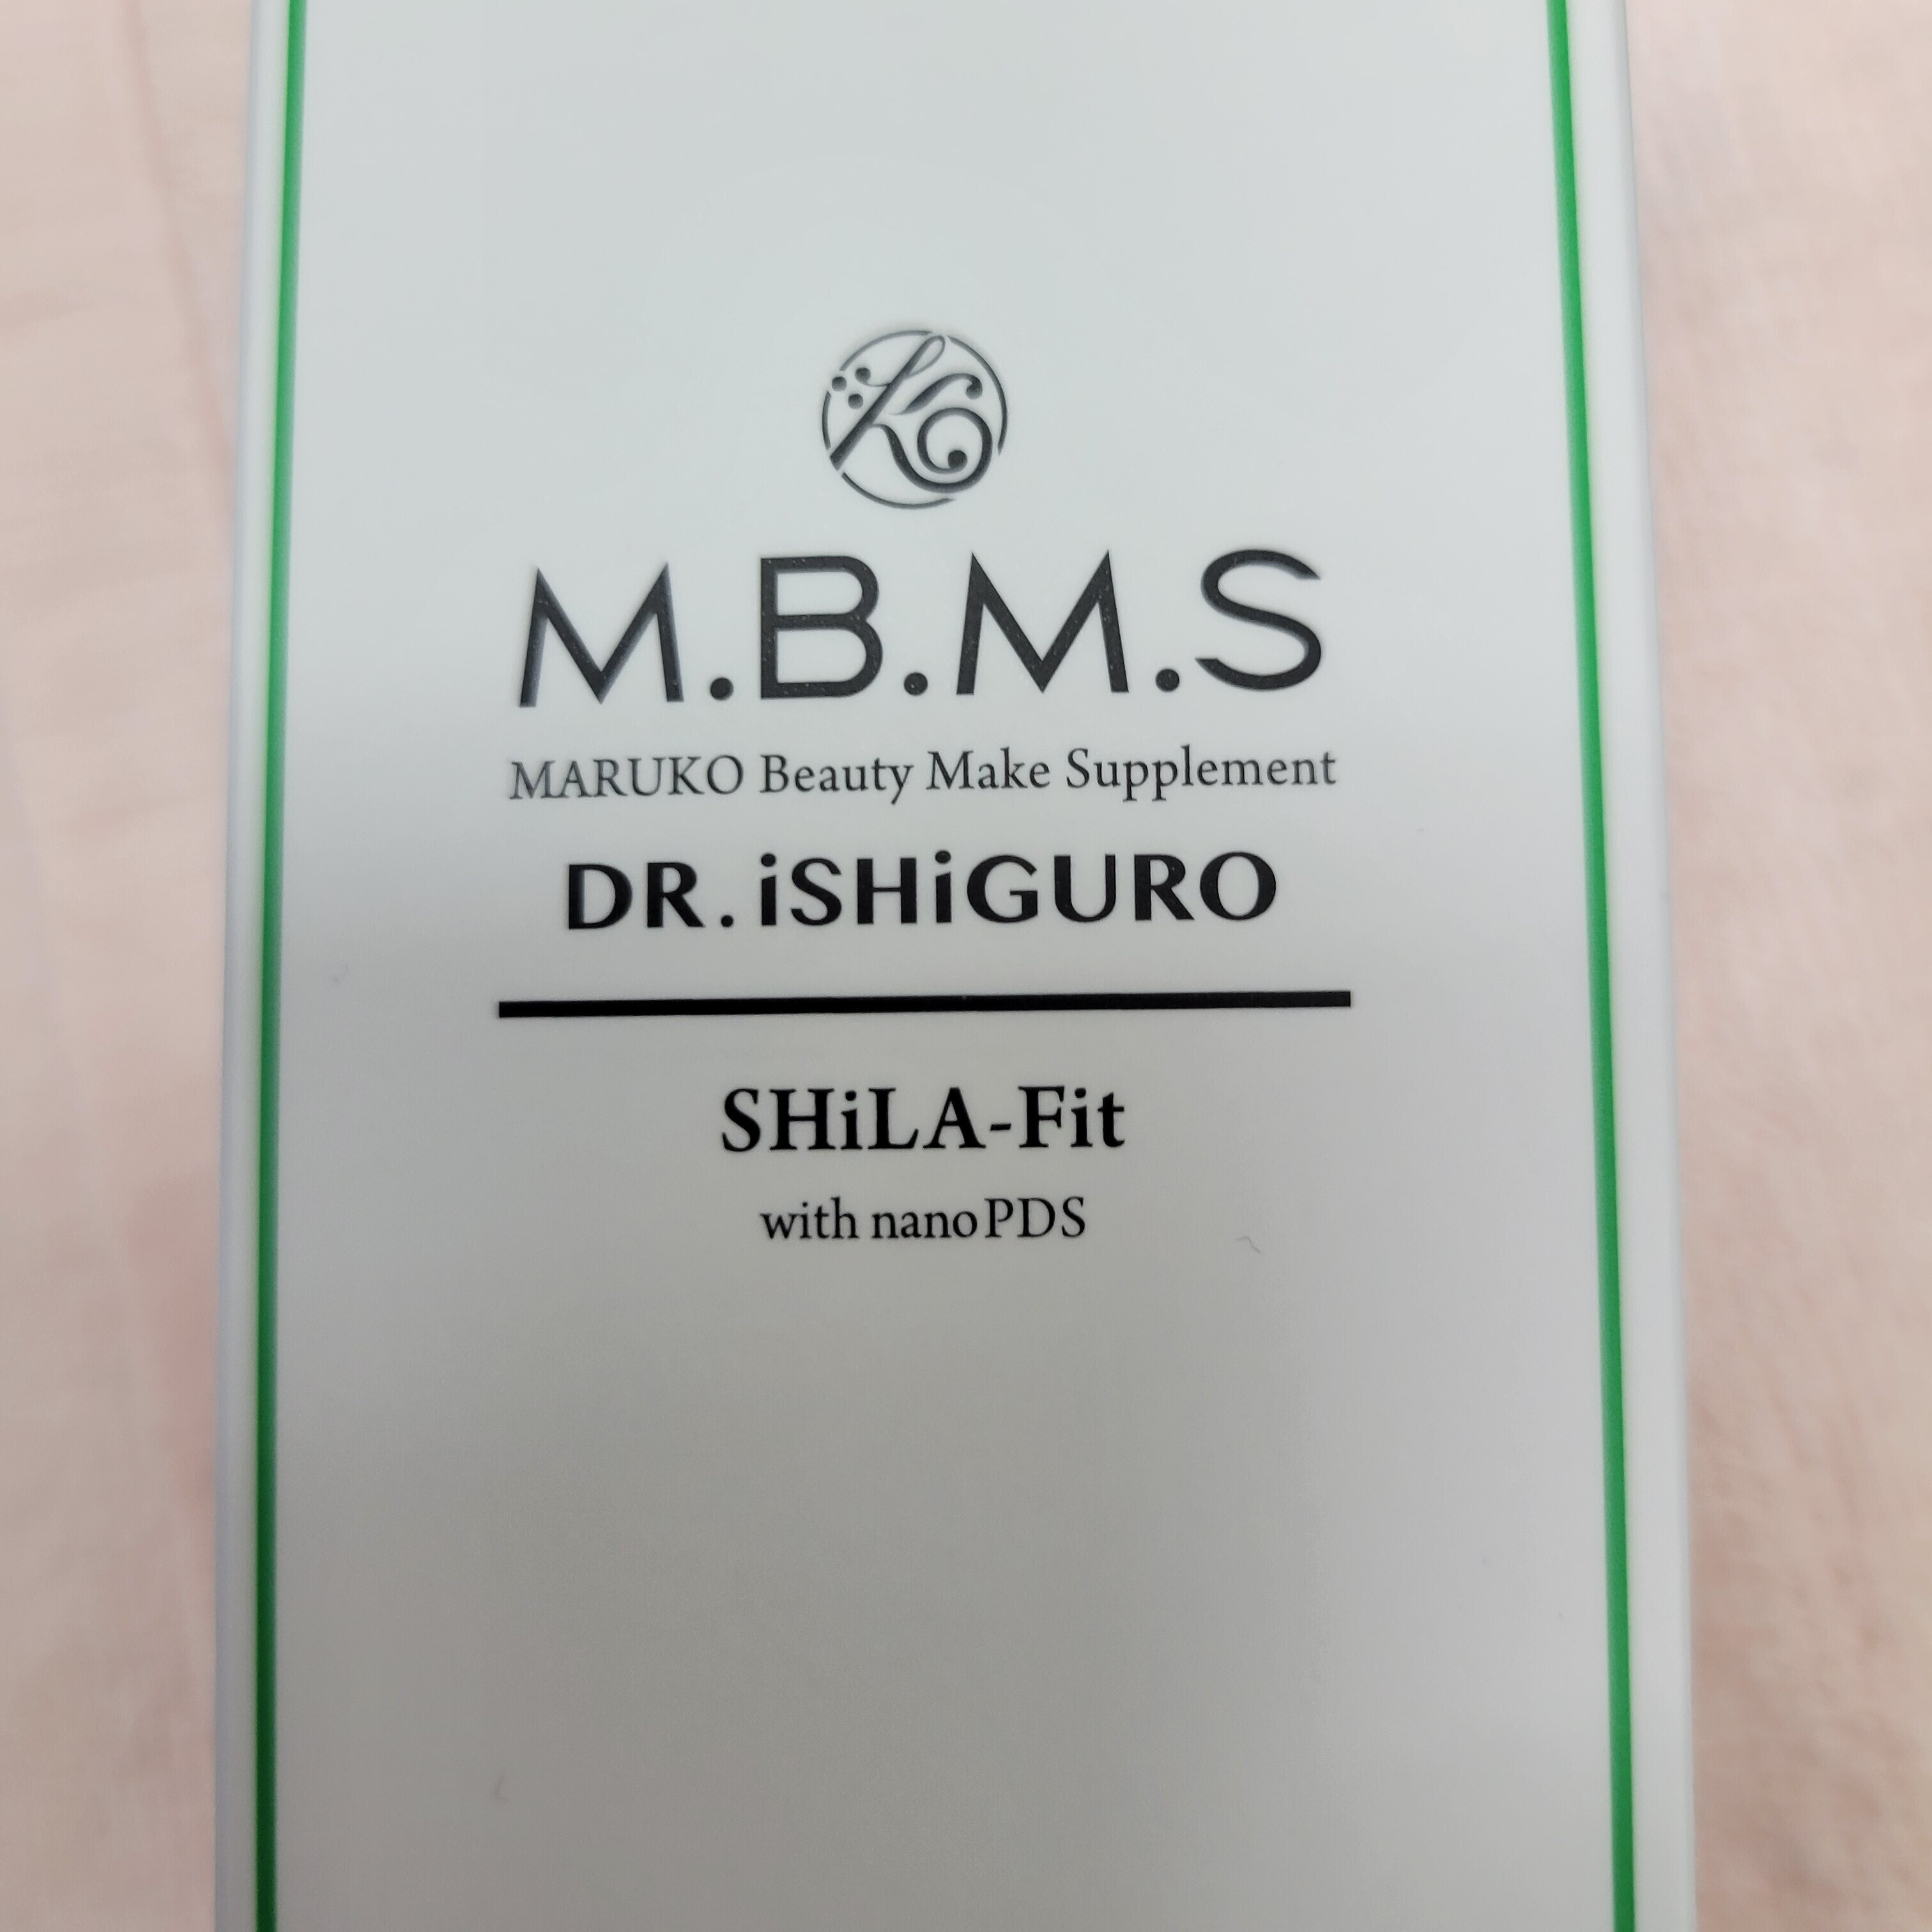 M.B.M.S
MARUKO Beauty Make Supplement
DR. iSHiGURO
SHiLA-Fit
with nanoPDS